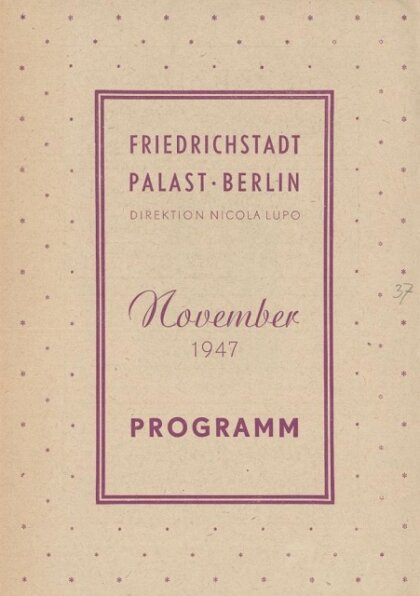 FRIEDRICHSTADT
PALAST · BERLIN
DIREKTION NICOLA LUPO
November
1947
PROGRAMM
37